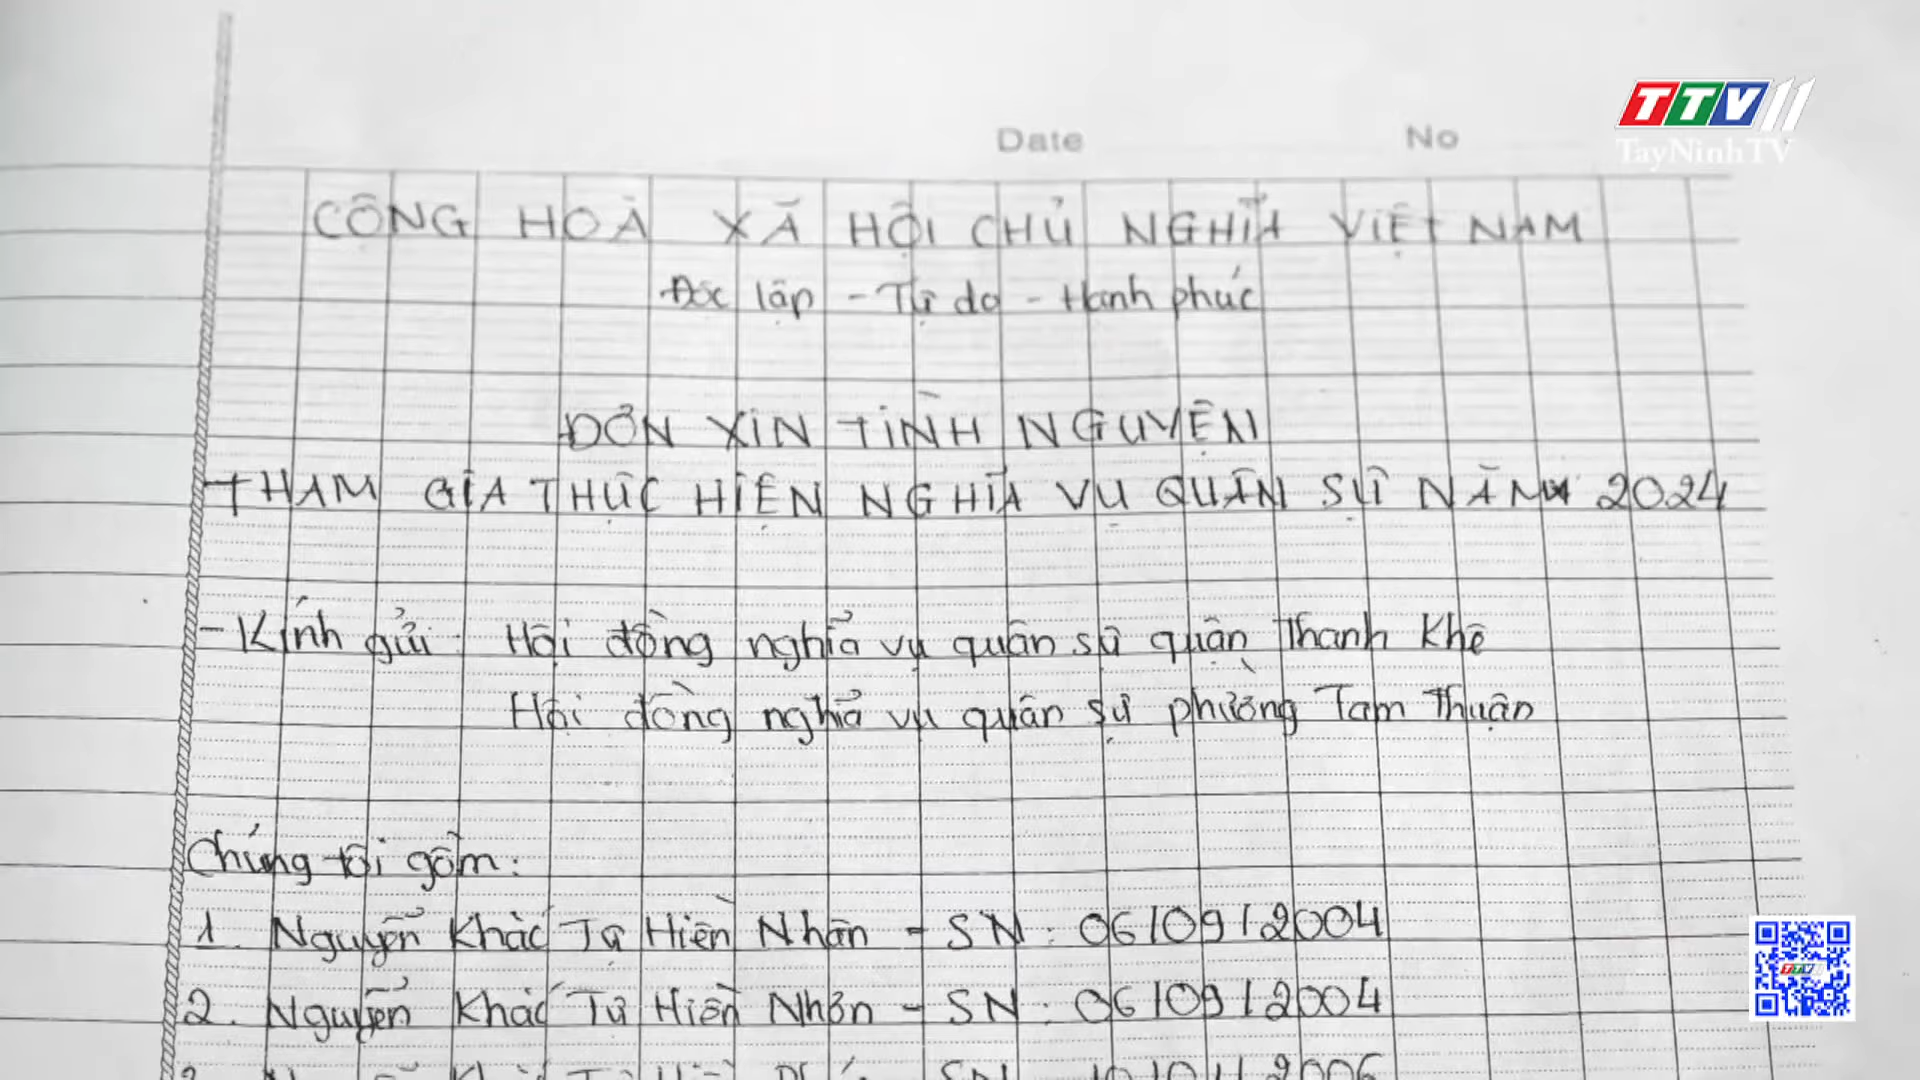 TTV11
TayNinhTV
Date No
CỘNG HOÀ XÃ HỘI CHỦ NGHĨA VIỆT NAM
Độc lập - Tự do - Hạnh phúc
ĐƠN XIN TÌNH NGUYỆN
THAM GIA THỰC HIỆN NGHĨA VỤ QUÂN SỰ NĂM 2024
- Kính gửi: Hội đồng nghĩa vụ quân sự quận Thanh Khê
Hội đồng nghĩa vụ quân sự phường Tam Thuận
Chúng tôi gồm:
1. Nguyễn Khắc Tự Hiền Nhân - SN: 06/09/2004
2. Nguyễn Khắc Tự Hiền Nhơn - SN: 06/09/2004